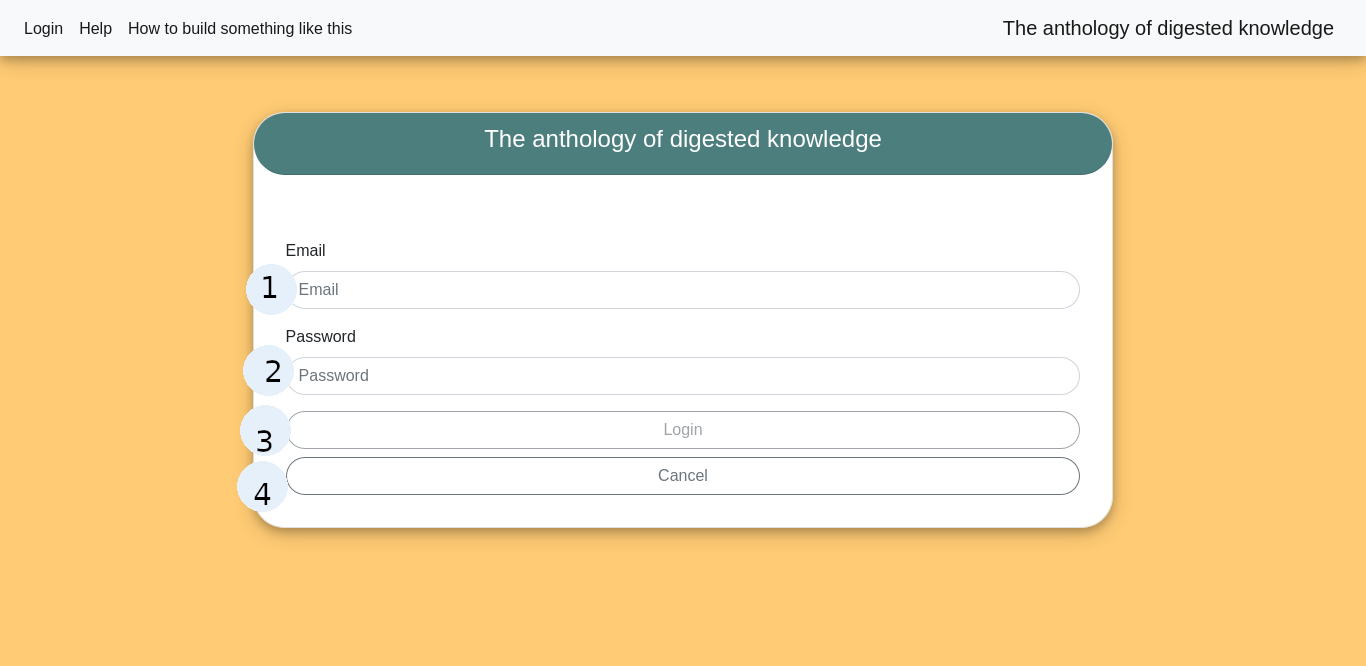 Login Help How to build something like this The anthology of digested knowledge
The anthology of digested knowledge
Email
1 Email
Password
2 Password
3 Login
4 Cancel